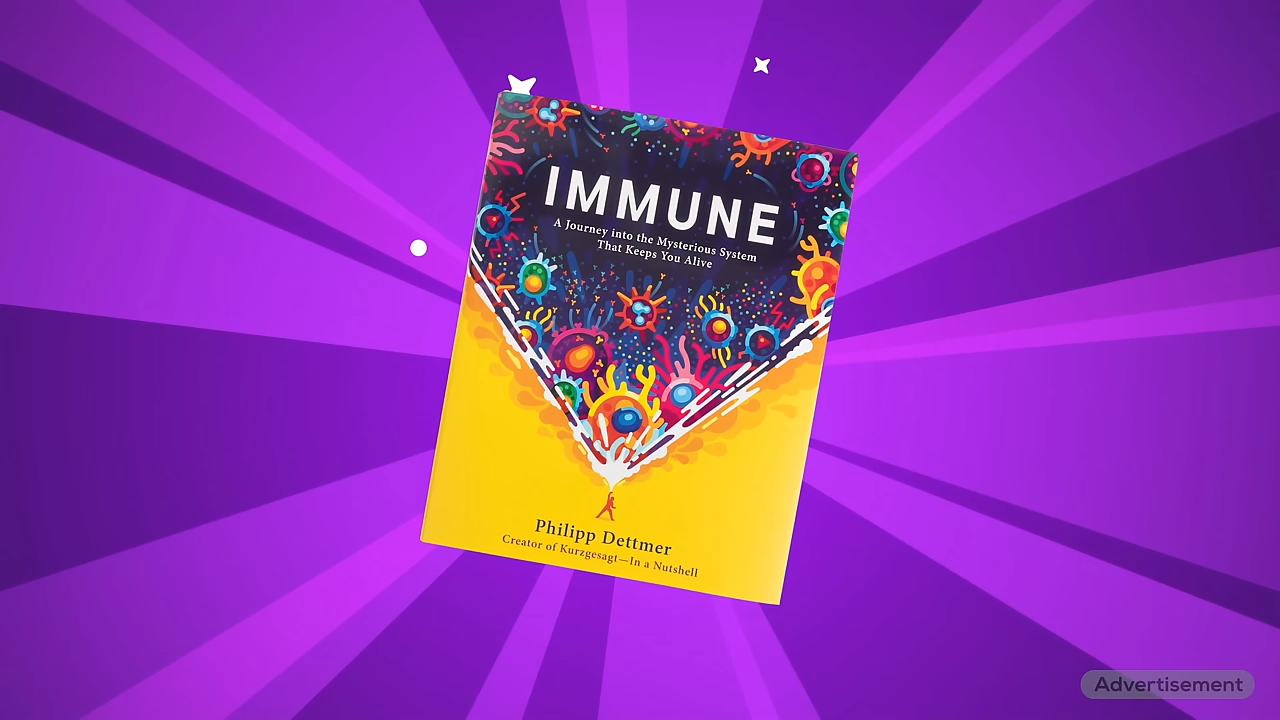 IMMUNE
A Journey into the Mysterious System
That Keeps You Alive
Philipp Dettmer
Creator of Kurzgesagt—In a Nutshell
Advertisement